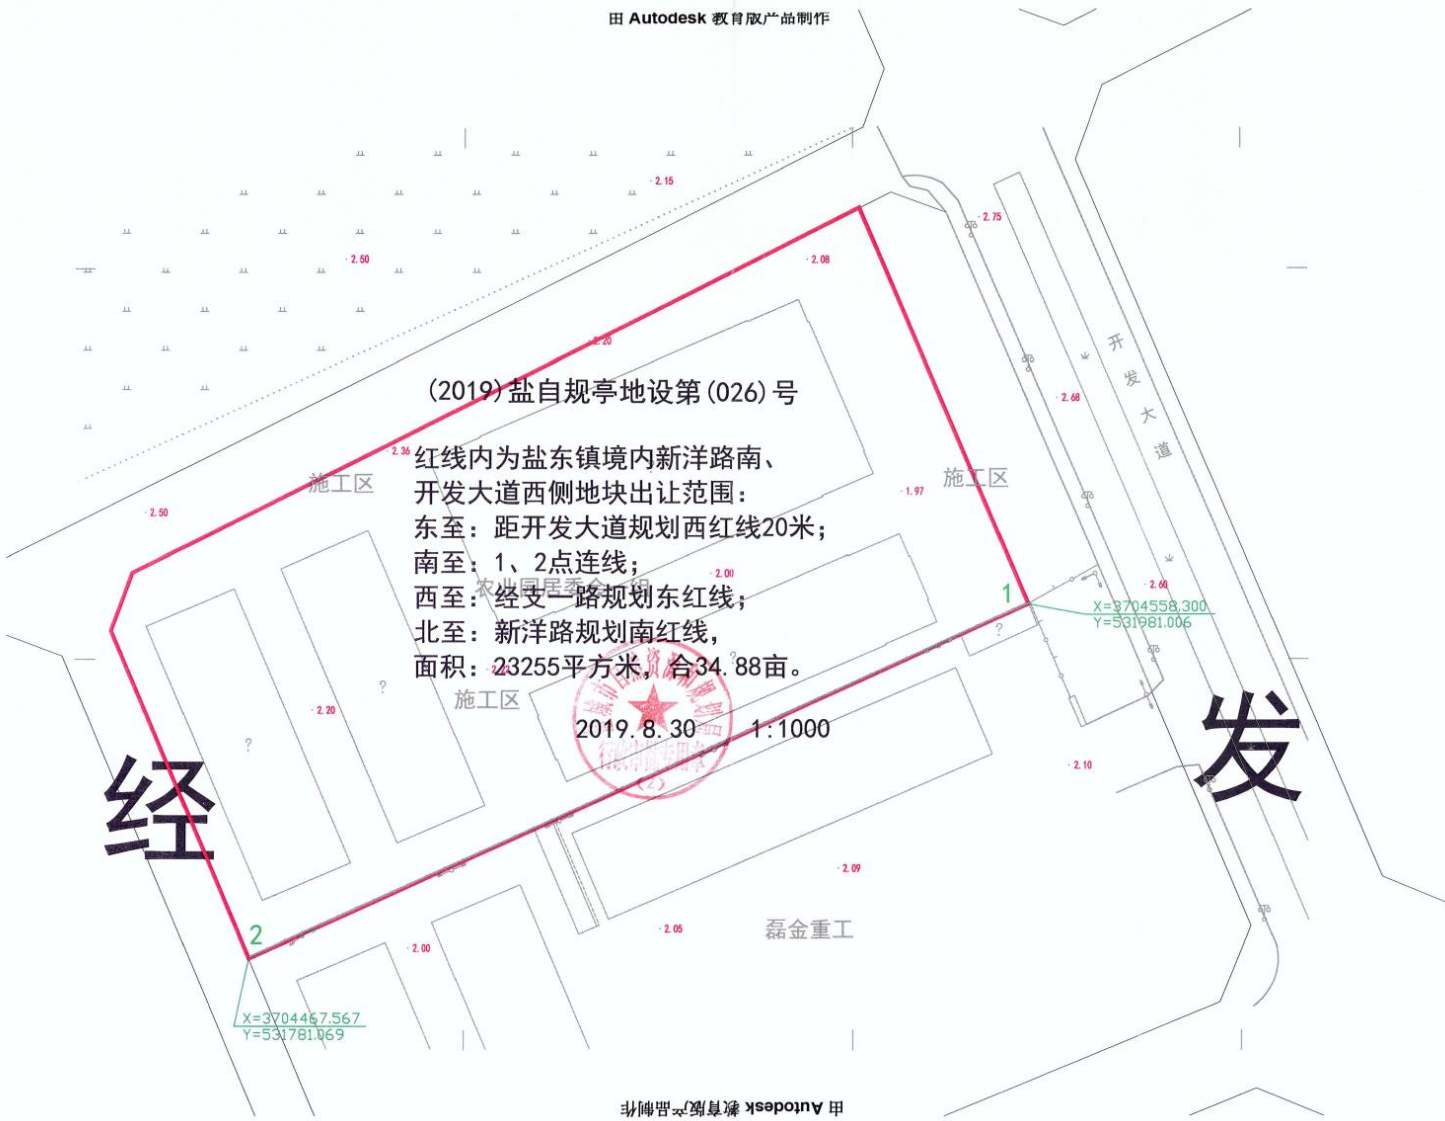 由 Autodesk 教育版产品制作
2.15
2.75
2.50
2.08
2.20
开发大道
(2019)盐自规亭地设第(026)号
2.68
2.36
红线内为盐东镇境内新洋路南、
施工区
施工区
开发大道西侧地块出让范围：
1.97
2.50
东至：距开发大道规划西红线20米；
南至：1、2点连线；
2.00
2.60
农业园居委会一组
西至：经支一路规划东红线；
1
X=3704558.300
Y=531981.006
北至：新洋路规划南红线，
?
?
面积：23255平方米，合34.88亩。
?
施工区
2.20
2019.8.30
1:1000
?
(2)
经
发
2.10
2.09
磊金重工
2.05
2
2.00
X=3704467.567
Y=531781.069
由 Autodesk 教育版产品制作